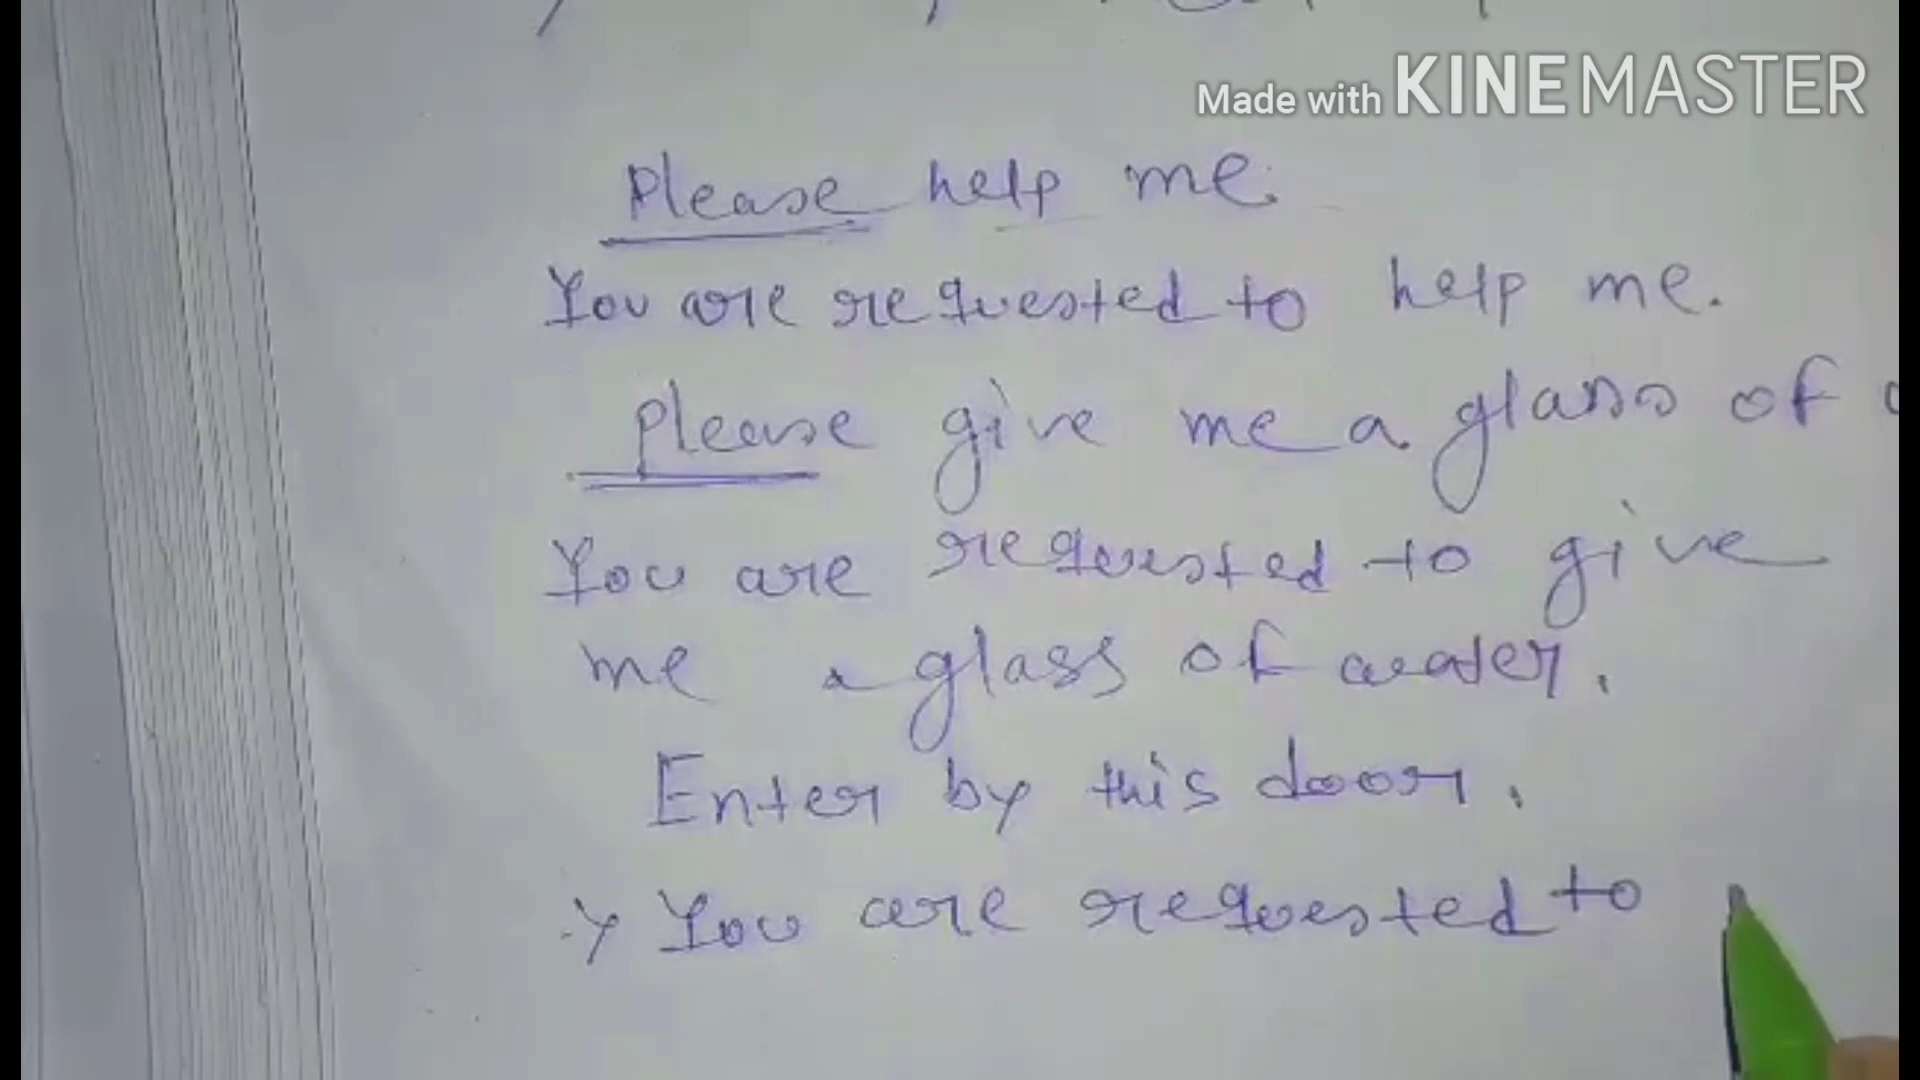 Made with KINEMASTER
Please help me.
You are requested to help me.
Please give me a glass of
You are requested to give
me a glass of water.
Enter by this door.
You are requested to